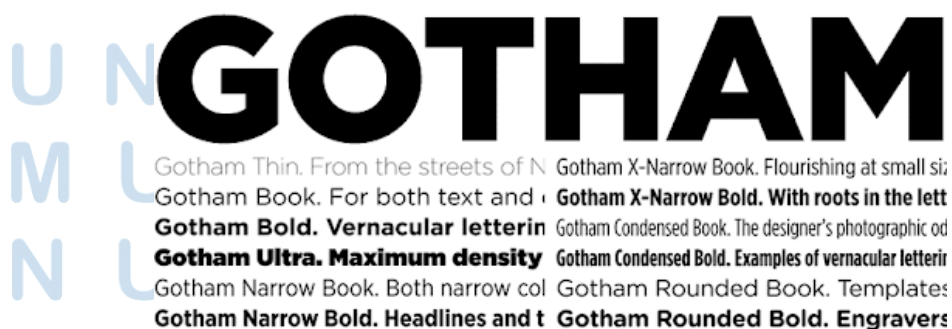 GOTHAM
U N
M U
N U
Gotham Thin. From the streets of N
Gotham Book. For both text and
Gotham Bold. Vernacular letterin
Gotham Ultra. Maximum density
Gotham Narrow Book. Both narrow col
Gotham Narrow Bold. Headlines and t
Gotham X-Narrow Book. Flourishing at small siz
Gotham X-Narrow Bold. With roots in the lett
Gotham Condensed Book. The designer's photographic od
Gotham Condensed Bold. Examples of vernacular letterin
Gotham Rounded Book. Templates
Gotham Rounded Bold. Engravers